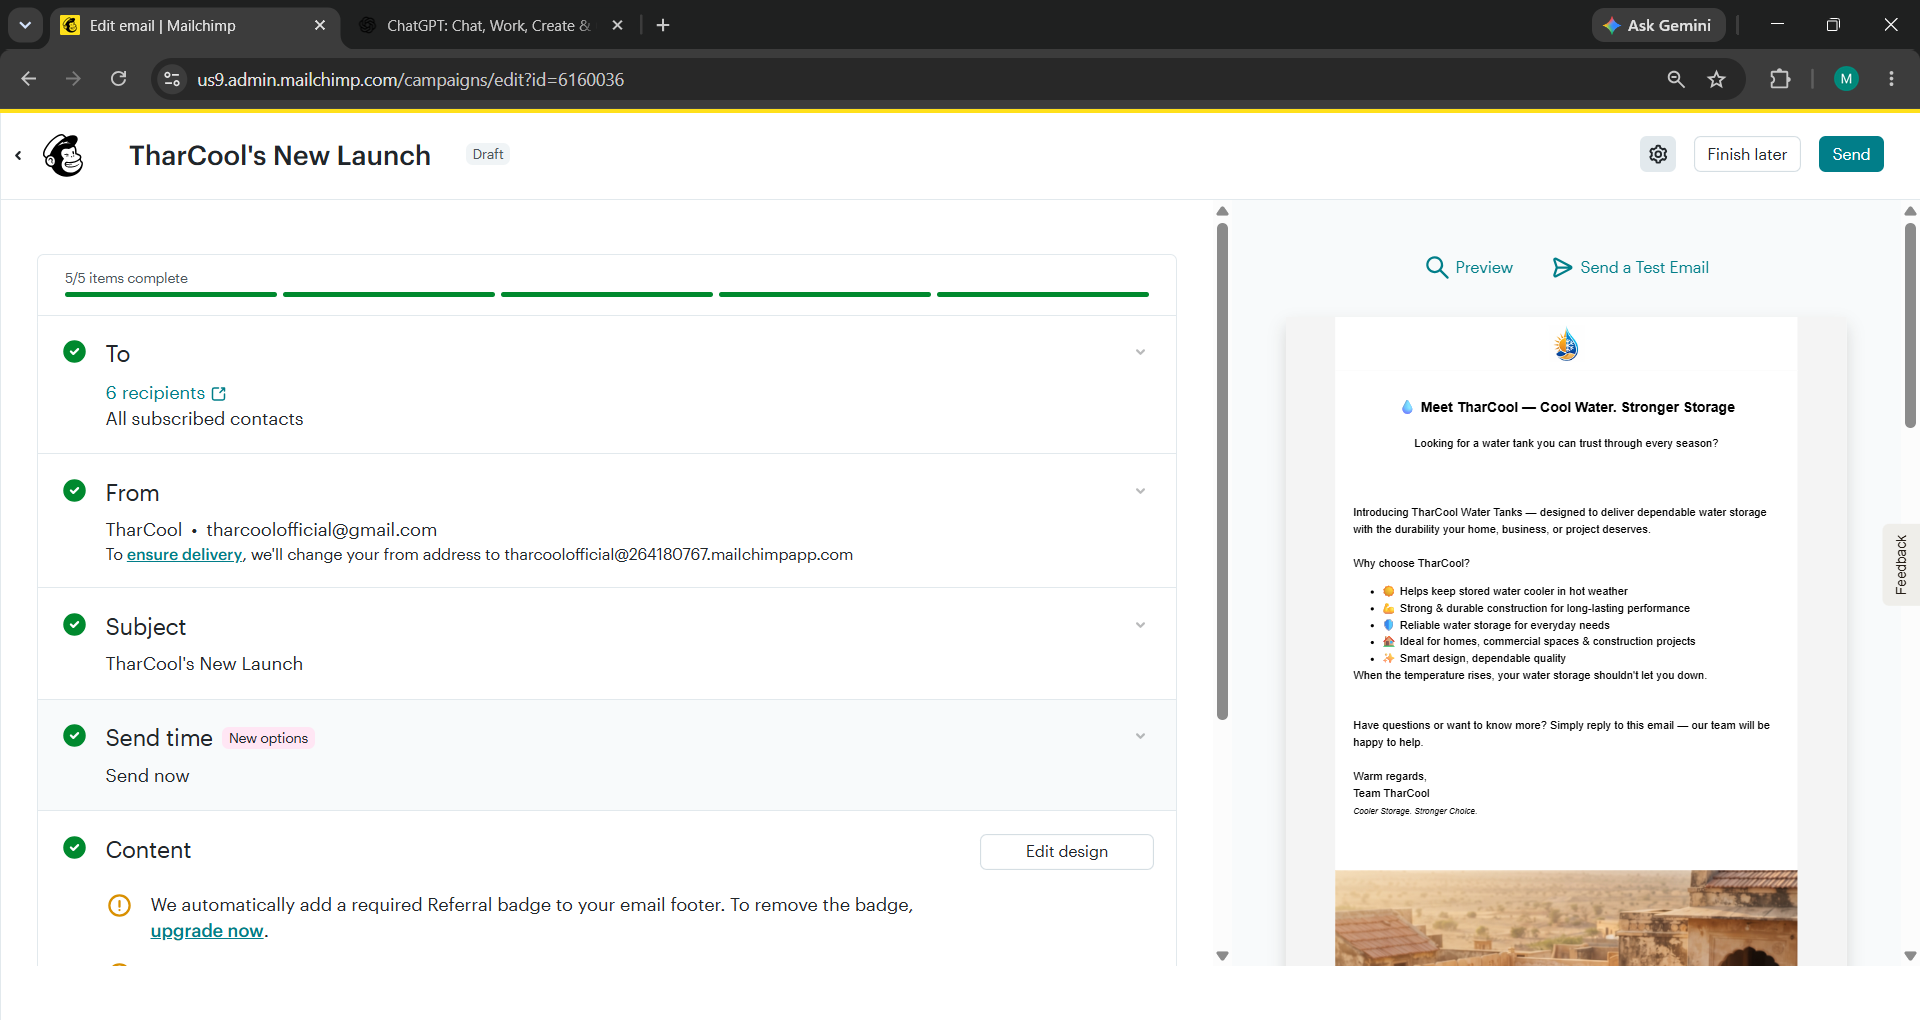 Edit email | Mailchimp
ChatGPT: Chat, Work, Create &
Ask Gemini
us9.admin.mailchimp.com/campaigns/edit?id=6160036
M
TharCool's New Launch
Draft
Finish later
Send
5/5 items complete
To
6 recipients
All subscribed contacts
From
TharCool • tharcoolofficial@gmail.com
To ensure delivery, we'll change your from address to tharcoolofficial@264180767.mailchimpapp.com
Subject
TharCool's New Launch
Send time New options
Send now
Content
Edit design
We automatically add a required Referral badge to your email footer. To remove the badge,
upgrade now.
Preview
Send a Test Email
💧 Meet TharCool — Cool Water. Stronger Storage
Looking for a water tank you can trust through every season?
Introducing TharCool Water Tanks — designed to deliver dependable water storage
with the durability your home, business, or project deserves.
Why choose TharCool?
• ☀️ Helps keep stored water cooler in hot weather
• 💪 Strong & durable construction for long-lasting performance
• 🛡️ Reliable water storage for everyday needs
• 🏠 Ideal for homes, commercial spaces & construction projects
• ✨ Smart design, dependable quality
When the temperature rises, your water storage shouldn't let you down.
Have questions or want to know more? Simply reply to this email — our team will be
happy to help.
Warm regards,
Team TharCool
Cooler Storage. Stronger Choice.
Feedback